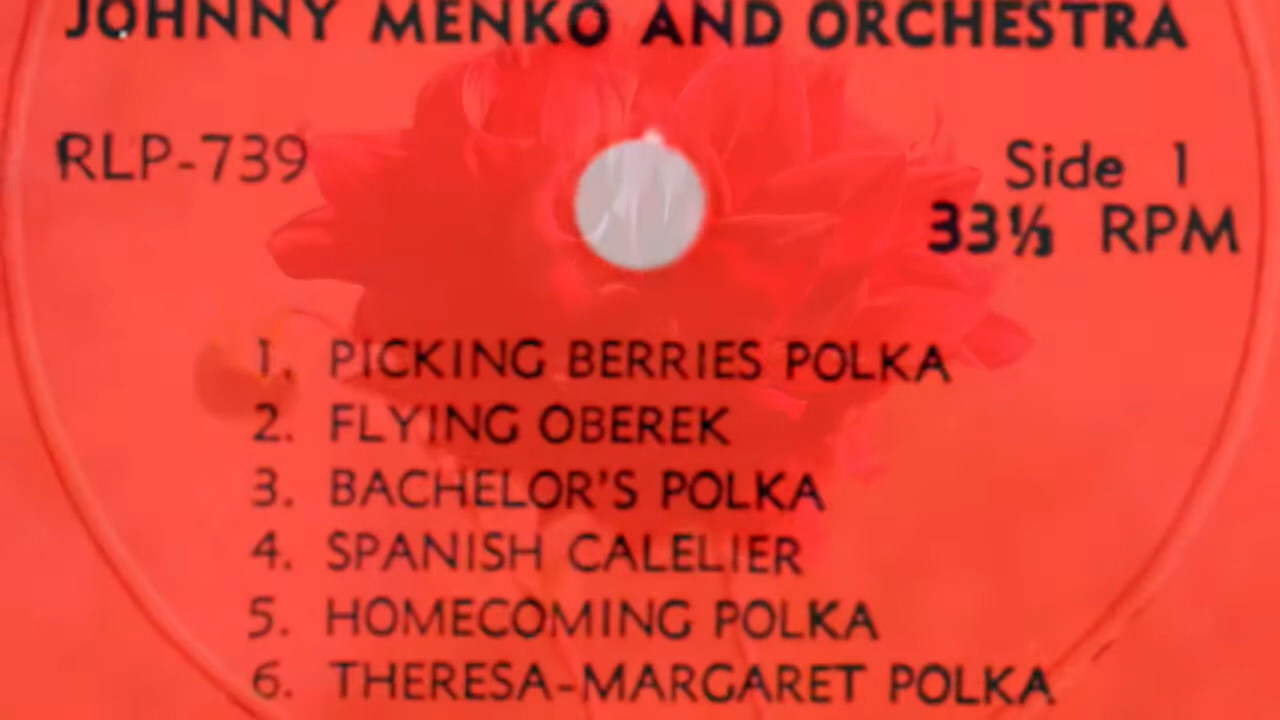 JOHNNY MENKO AND ORCHESTRA
RLP-739
Side 1
33⅓ RPM
1. PICKING BERRIES POLKA
2. FLYING OBEREK
3. BACHELOR'S POLKA
4. SPANISH CALELIER
5. HOMECOMING POLKA
6. THERESA-MARGARET POLKA